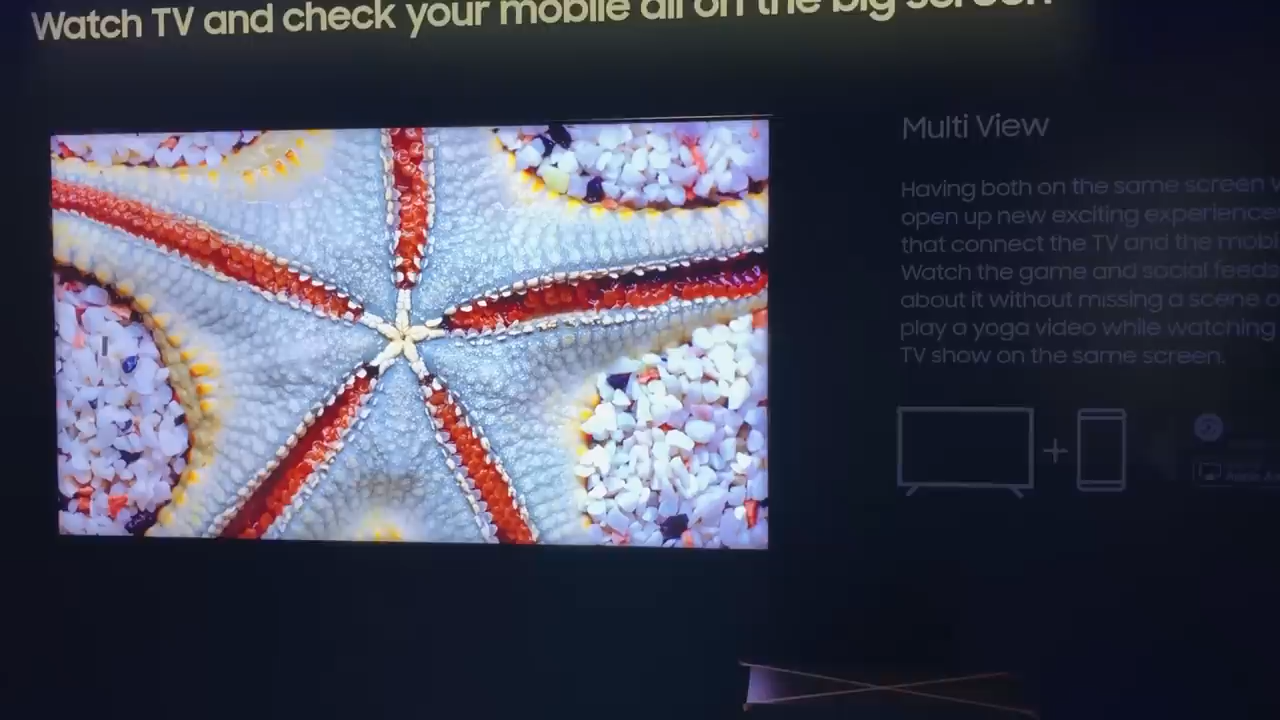 Watch TV and check your mobile all on the big screen
Multi View
Having both on the same screen
open up new exciting experience
that connect the TV and the mobi
Watch the game and social feeds
about it without missing a scene o
play a yoga video while watching
TV show on the same screen.
Apple A